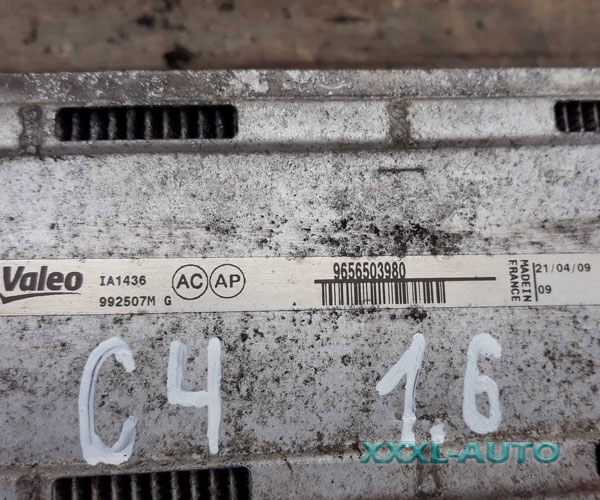 Valeo IA1436 AC AP 9656503980 MADE IN FRANCE 21/04/09
992507M G 09
C4 1.6
XXXL-AUTO